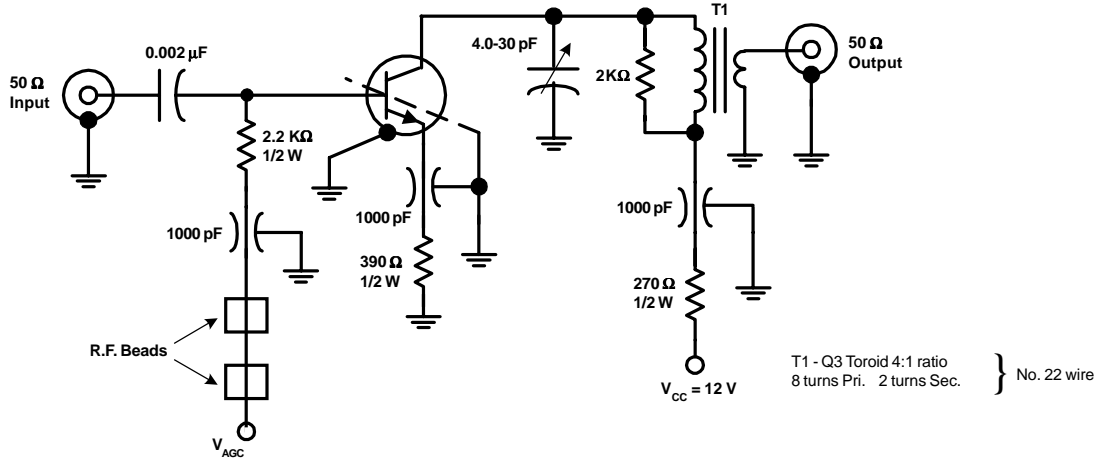 T1
0.002 µF
4.0-30 pF
50 Ω
Input
50 Ω
Output
2KΩ
2.2 KΩ
1/2 W
1000 pF
1000 pF
1000 pF
390 Ω
1/2 W
270 Ω
1/2 W
R.F. Beads
VCC = 12 V
T1 - Q3 Toroid 4:1 ratio
8 turns Pri. 2 turns Sec.
} No. 22 wire
VAGC